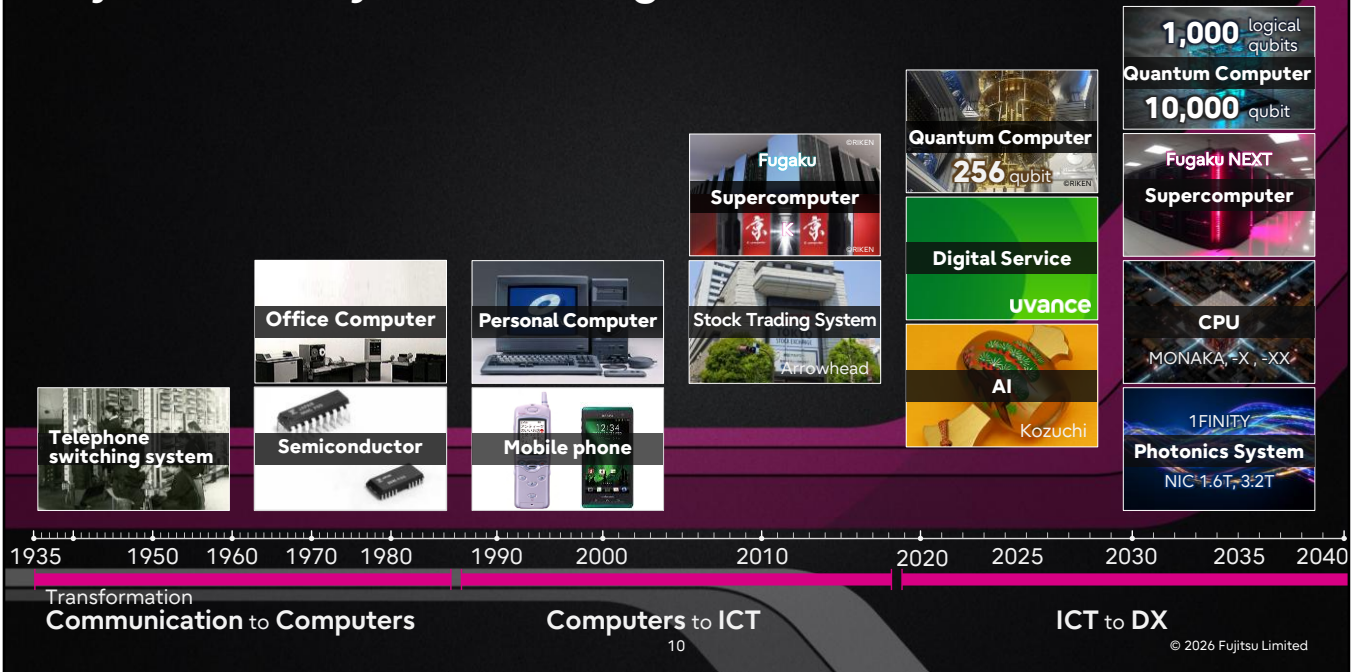 1,000 logical
qubits
Quantum Computer
10,000 qubit
Quantum Computer
256 qubit
©RIKEN
©RIKEN
Fugaku
Supercomputer
京 K 京
©RIKEN
Fugaku NEXT
Supercomputer
Digital Service
uvance
Office Computer
Personal Computer
Stock Trading System
Arrowhead
CPU
MONAKA, -X , -XX
AI
Kozuchi
Telephone
switching system
Semiconductor
12:34
Mobile phone
1FINITY
Photonics System
NIC 1.6T, 3.2T
1935 1950 1960 1970 1980 1990 2000 2010 2020 2025 2030 2035 2040
Transformation
Communication to Computers
Computers to ICT
ICT to DX
10
© 2026 Fujitsu Limited